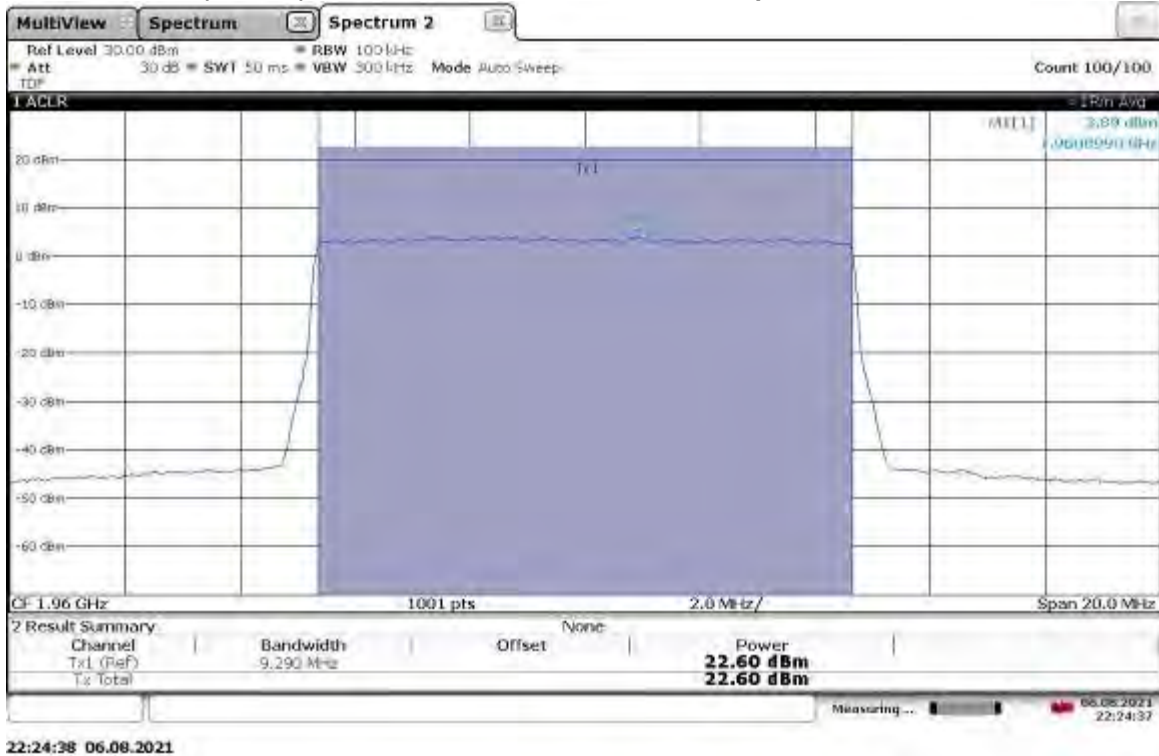 MultiView Spectrum Spectrum 2
Ref Level 30.00 dBm RBW 100 kHz
Att 30 dB SWT 50 ms VBW 300 kHz Mode Auto Sweep Count 100/100
TDF
1 ACLR 1Rm Avg
M1[1] 3.89 dBm
1.9608990 GHz
Tx1
20 dBm
10 dBm
0 dBm
-10 dBm
-20 dBm
-30 dBm
-40 dBm
-50 dBm
-60 dBm
CF 1.96 GHz 1001 pts 2.0 MHz/ Span 20.0 MHz
2 Result Summary None
Channel Bandwidth Offset Power
Tx1 (Ref) 9.290 MHz 22.60 dBm
Tx Total 22.60 dBm
Measuring... 06.08.2021
22:24:37
22:24:38 06.08.2021